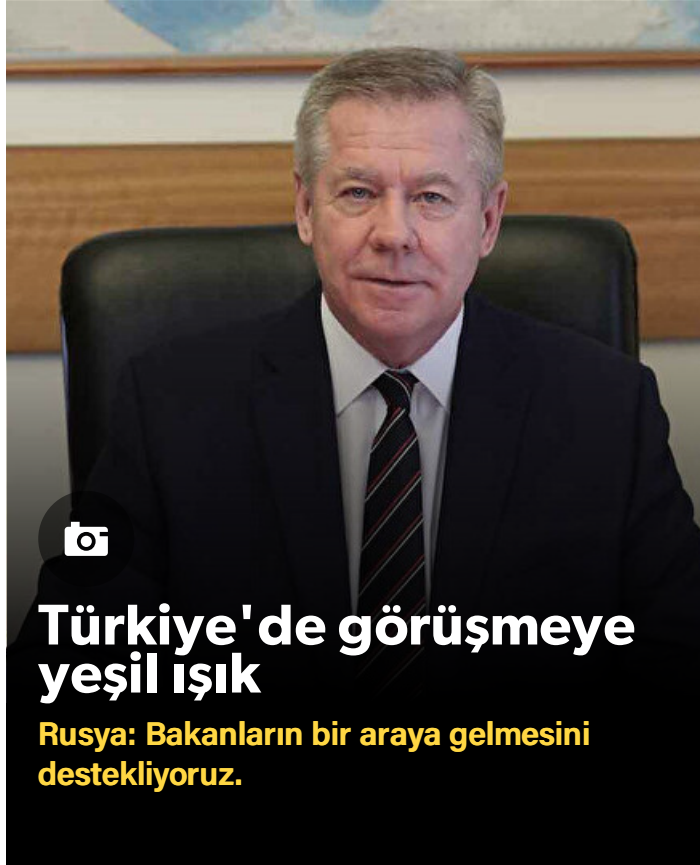 Türkiye'de görüşmeye
yeşil ışık
Rusya: Bakanların bir araya gelmesini
destekliyoruz.